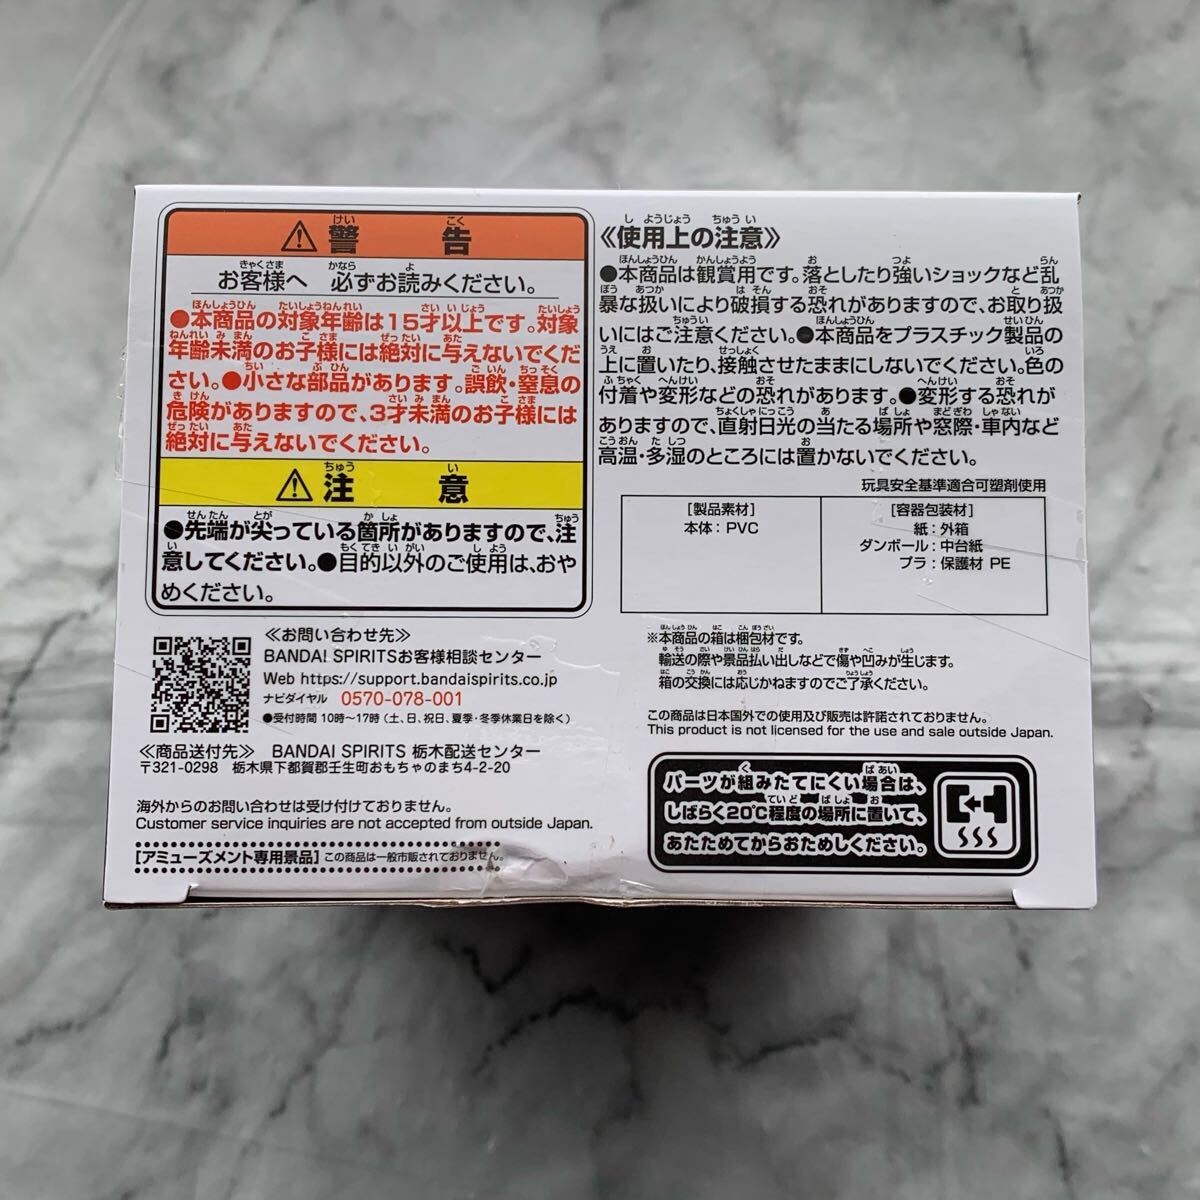 ⚠警告
お客様へ 必ずお読みください。
●本商品の対象年齢は15才以上です。対象
年齢未満のお子様には絶対に与えないでくだ
さい。●小さな部品があります。誤飲・窒息の
危険がありますので、3才未満のお子様には
絶対に与えないでください。
⚠注意
●先端が尖っている箇所がありますので、注
意してください。●目的以外のご使用は、おや
めください。
≪お問い合わせ先≫
BANDAI SPIRITSお客様相談センター
Web https://support.bandaispirits.co.jp
ナビダイヤル 0570-078-001
●受付時間 10時〜17時(土、日、祝日、夏季・冬季休業日を除く)
≪商品送付先≫ BANDAI SPIRITS 栃木配送センター
〒321-0298 栃木県下都賀郡壬生町おもちゃのまち4-2-20
海外からのお問い合わせは受け付けておりません。
Customer service inquiries are not accepted from outside Japan.
[アミューズメント専用景品] この商品は一般市販されておりません。
≪使用上の注意≫
●本商品は観賞用です。落としたり強いショックなど乱
暴な扱いにより破損する恐れがありますので、お取り扱
いにはご注意ください。●本商品をプラスチック製品の
上に置いたり、接触させたままにしないでください。色の
付着や変形などの恐れがあります。●変形する恐れが
ありますので、直射日光の当たる場所や窓際・車内など
高温・多湿のところには置かないでください。
玩具安全基準適合可塑剤使用
[製品素材]
本体:PVC
[容器包装材]
紙:外箱
ダンボール:中台紙
プラ:保護材 PE
※本商品の箱は梱包材です。
輸送の際や景品払い出しなどで傷や凹みが生じます。
箱の交換には応じかねますのでご了承ください。
この商品は日本国外での使用及び販売は許諾されておりません。
This product is not licensed for the use and sale outside Japan.
パーツが組みたてにくい場合は、
しばらく20℃程度の場所に置いて、
あたためてからおためしください。